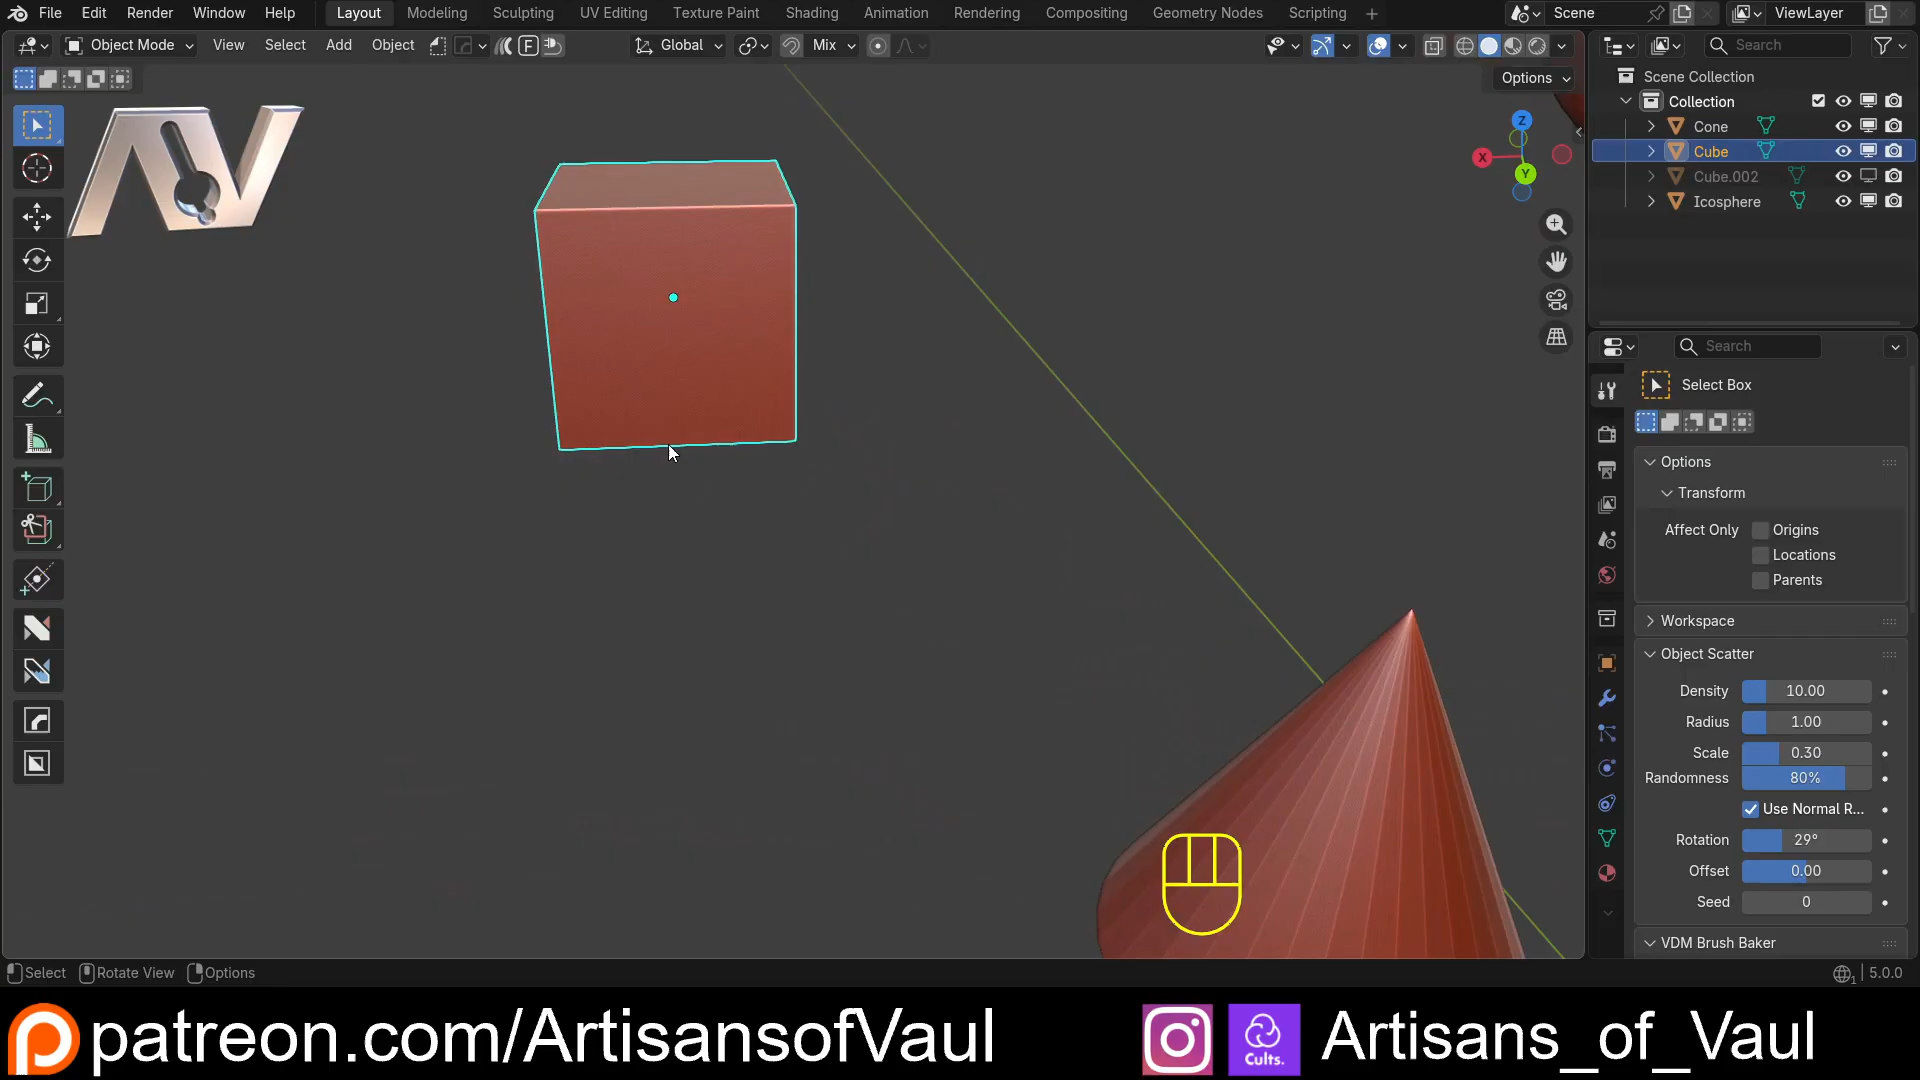 File Edit Render Window Help Layout Modeling Sculpting UV Editing Texture Paint Shading Animation Rendering Compositing Geometry Nodes Scripting + Scene ViewLayer
Object Mode View Select Add Object F Global Mix Search
Options
Scene Collection
Collection
Cone
Cube
Cube.002
Icosphere
Z
X
Y
AV
Search
Select Box
Options
Transform
Affect Only Origins
Locations
Parents
Workspace
Object Scatter
Density 10.00
Radius 1.00
Scale 0.30
Randomness 80%
Use Normal R...
Rotation 29°
Offset 0.00
Seed 0
VDM Brush Baker
Select Rotate View Options 5.0.0
patreon.com/ArtisansofVaul Cults. Artisans_of_Vaul